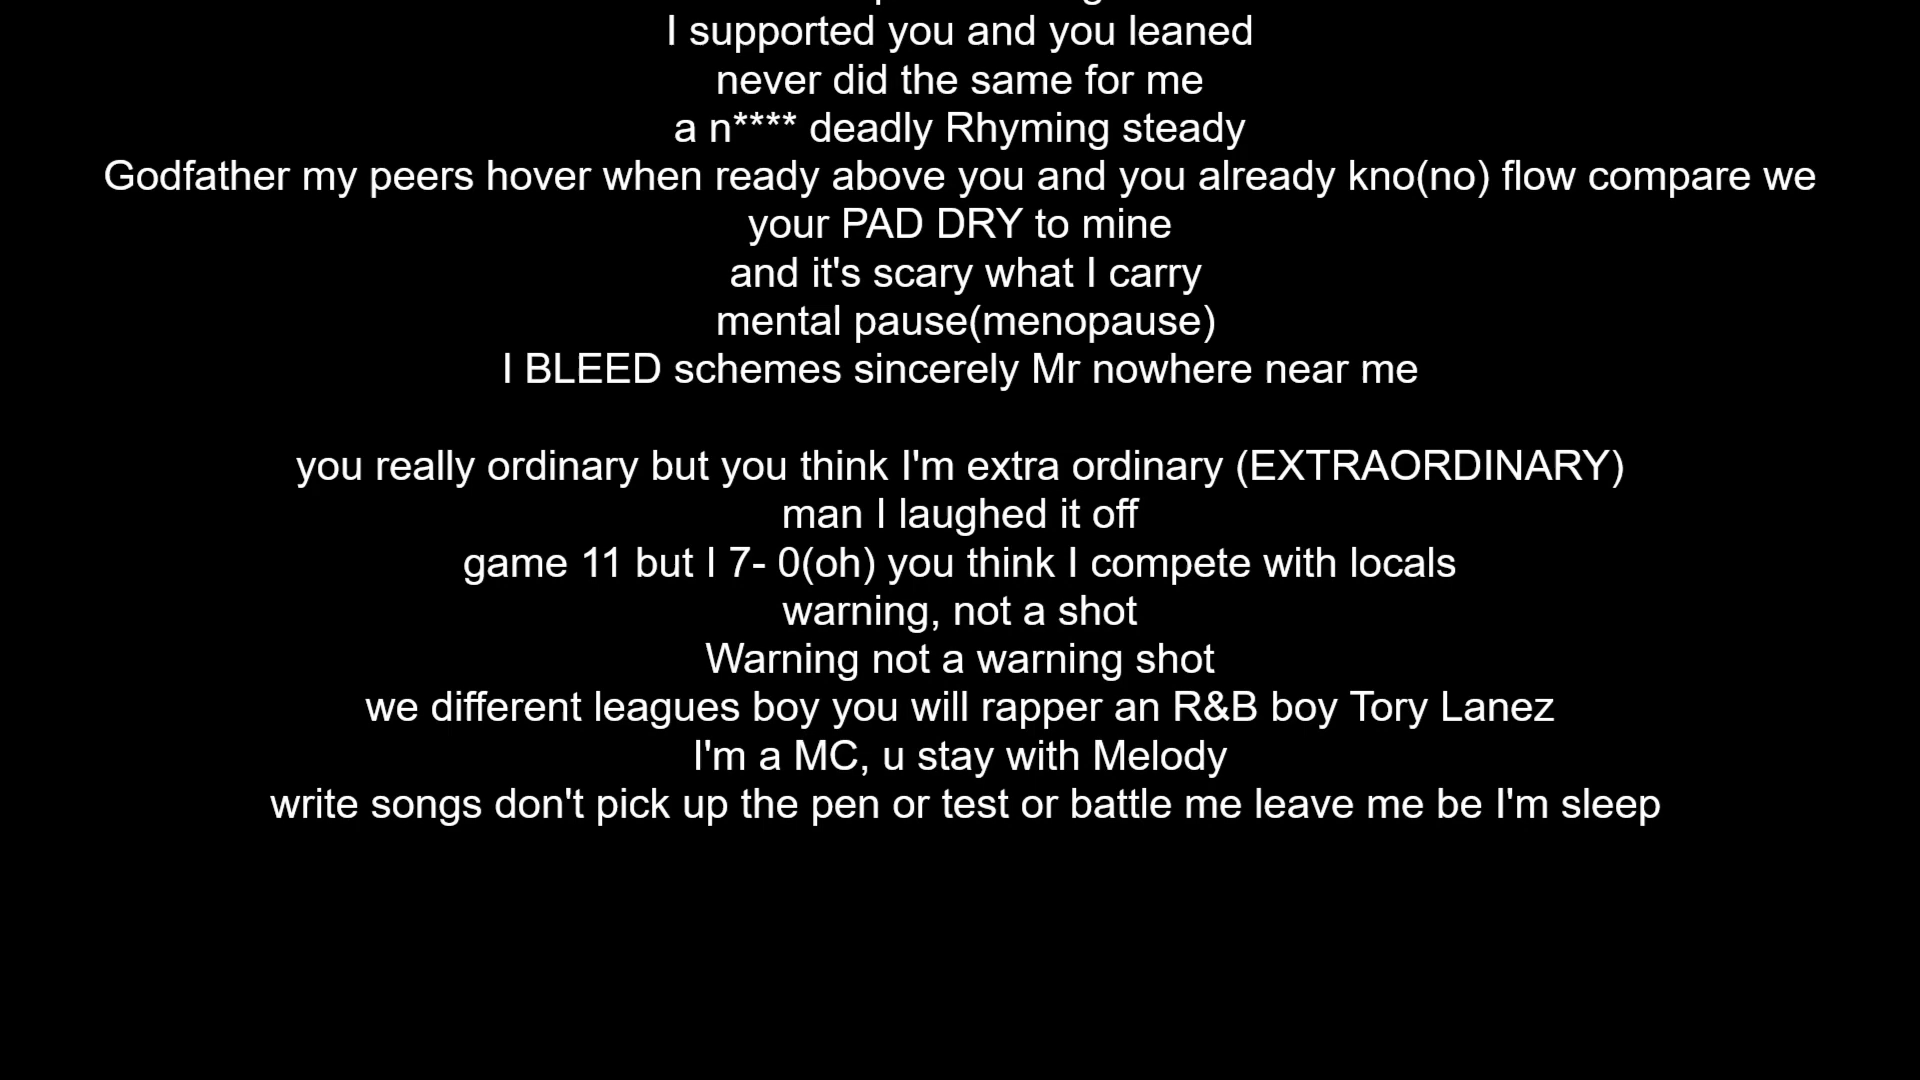 I supported you and you leaned
never did the same for me
a n**** deadly Rhyming steady
Godfather my peers hover when ready above you and you already kno(no) flow compare we
your PAD DRY to mine
and it's scary what I carry
mental pause(menopause)
I BLEED schemes sincerely Mr nowhere near me
you really ordinary but you think I'm extra ordinary (EXTRAORDINARY)
man I laughed it off
game 11 but I 7- 0(oh) you think I compete with locals
warning, not a shot
Warning not a warning shot
we different leagues boy you will rapper an R&B boy Tory Lanez
I'm a MC, u stay with Melody
write songs don't pick up the pen or test or battle me leave me be I'm sleep